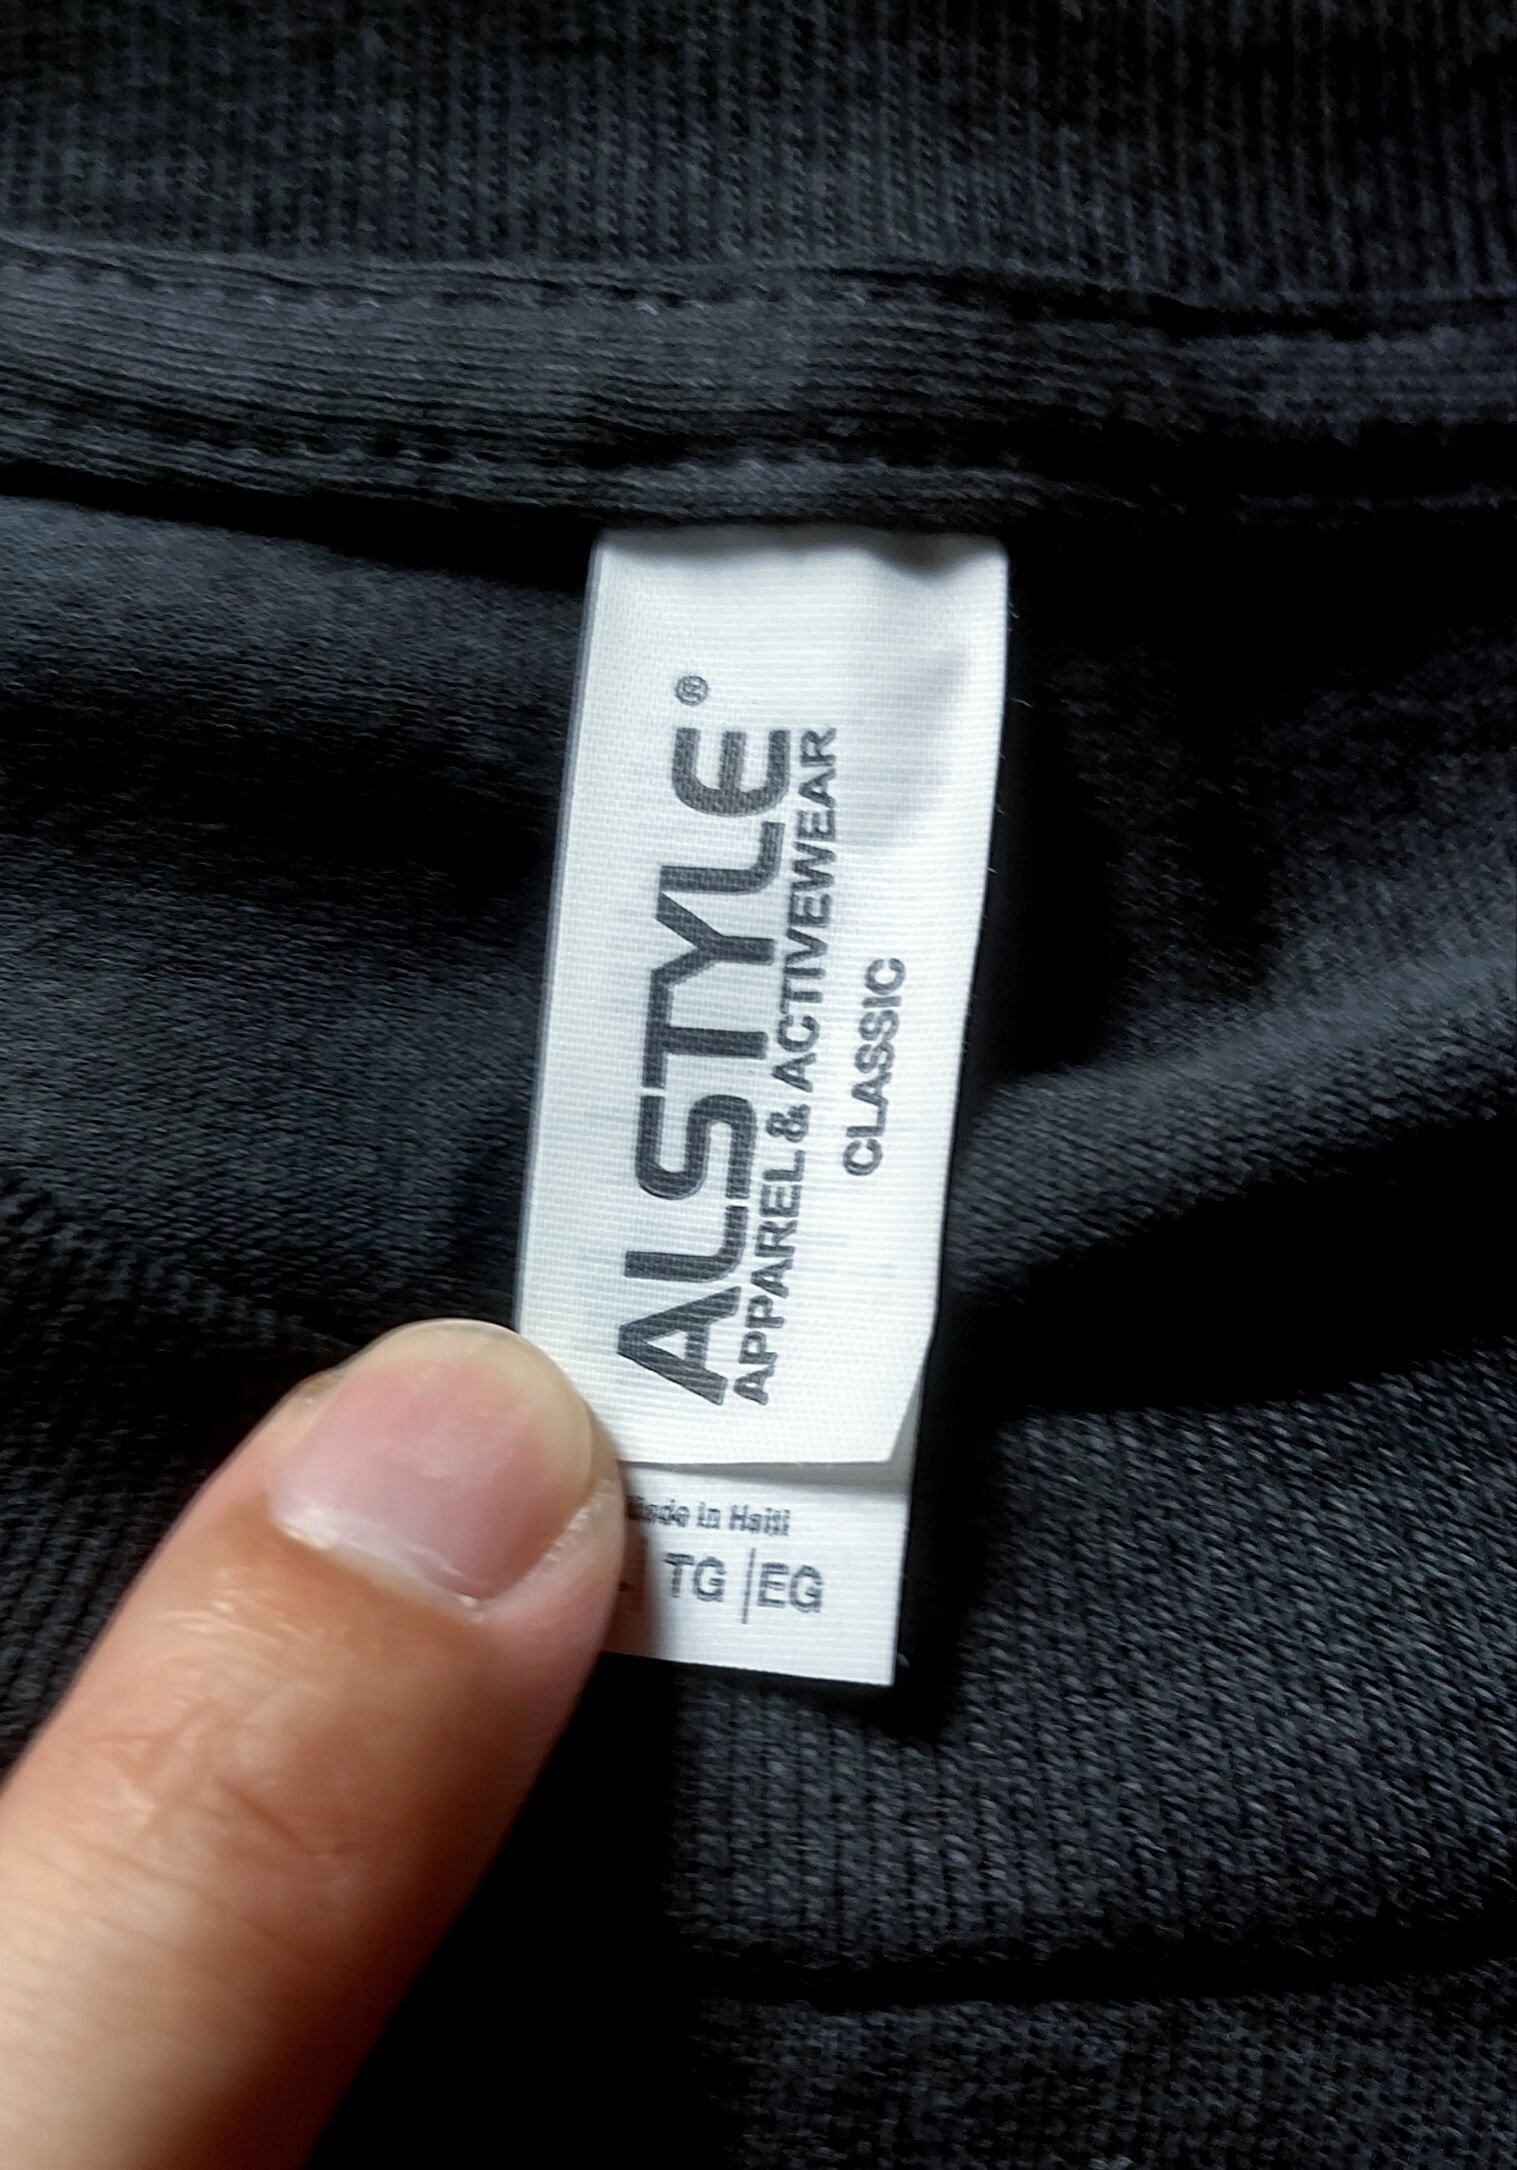 ALSTYLE®
APPAREL & ACTIVEWEAR
CLASSIC
Made in Haiti
TG | EG